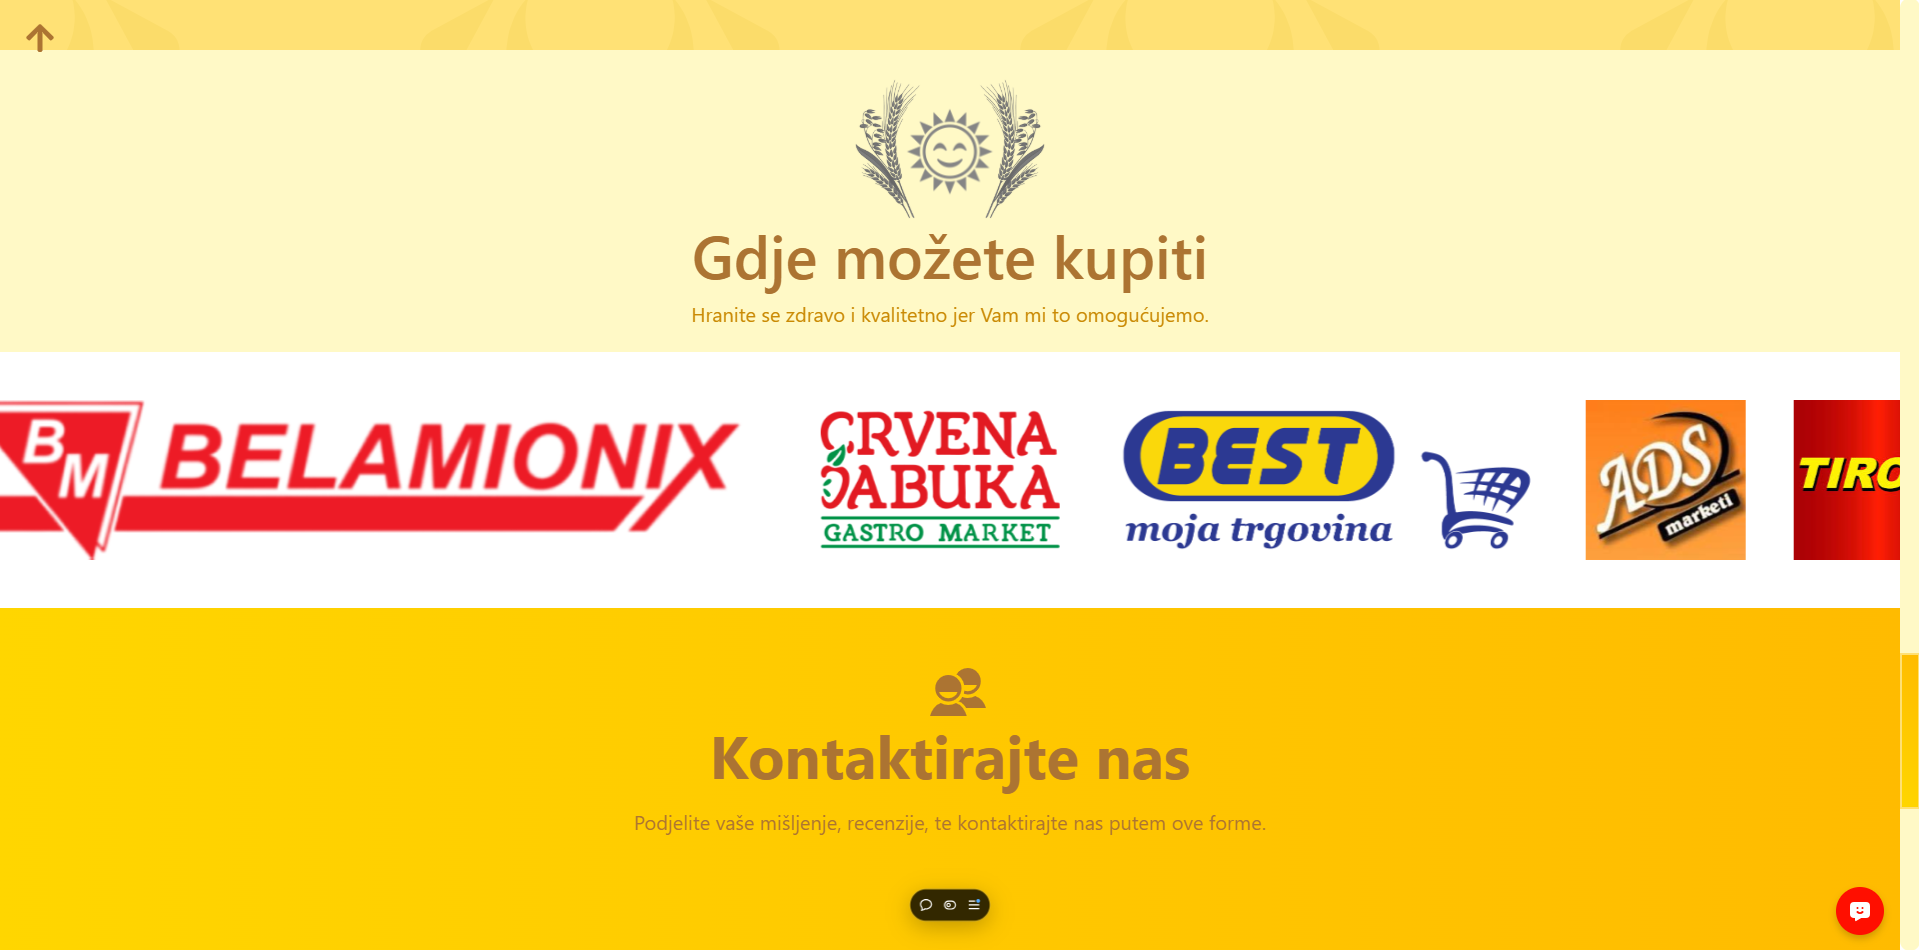 Gdje možete kupiti
Hranite se zdravo i kvalitetno jer Vam mi to omogućujemo.
BM BELAMIONIX
CRVENA
JABUKA
GASTRO MARKET
BEST
moja trgovina
ADS
marketi
TIRO
Kontaktirajte nas
Podjelite vaše mišljenje, recenzije, te kontaktirajte nas putem ove forme.